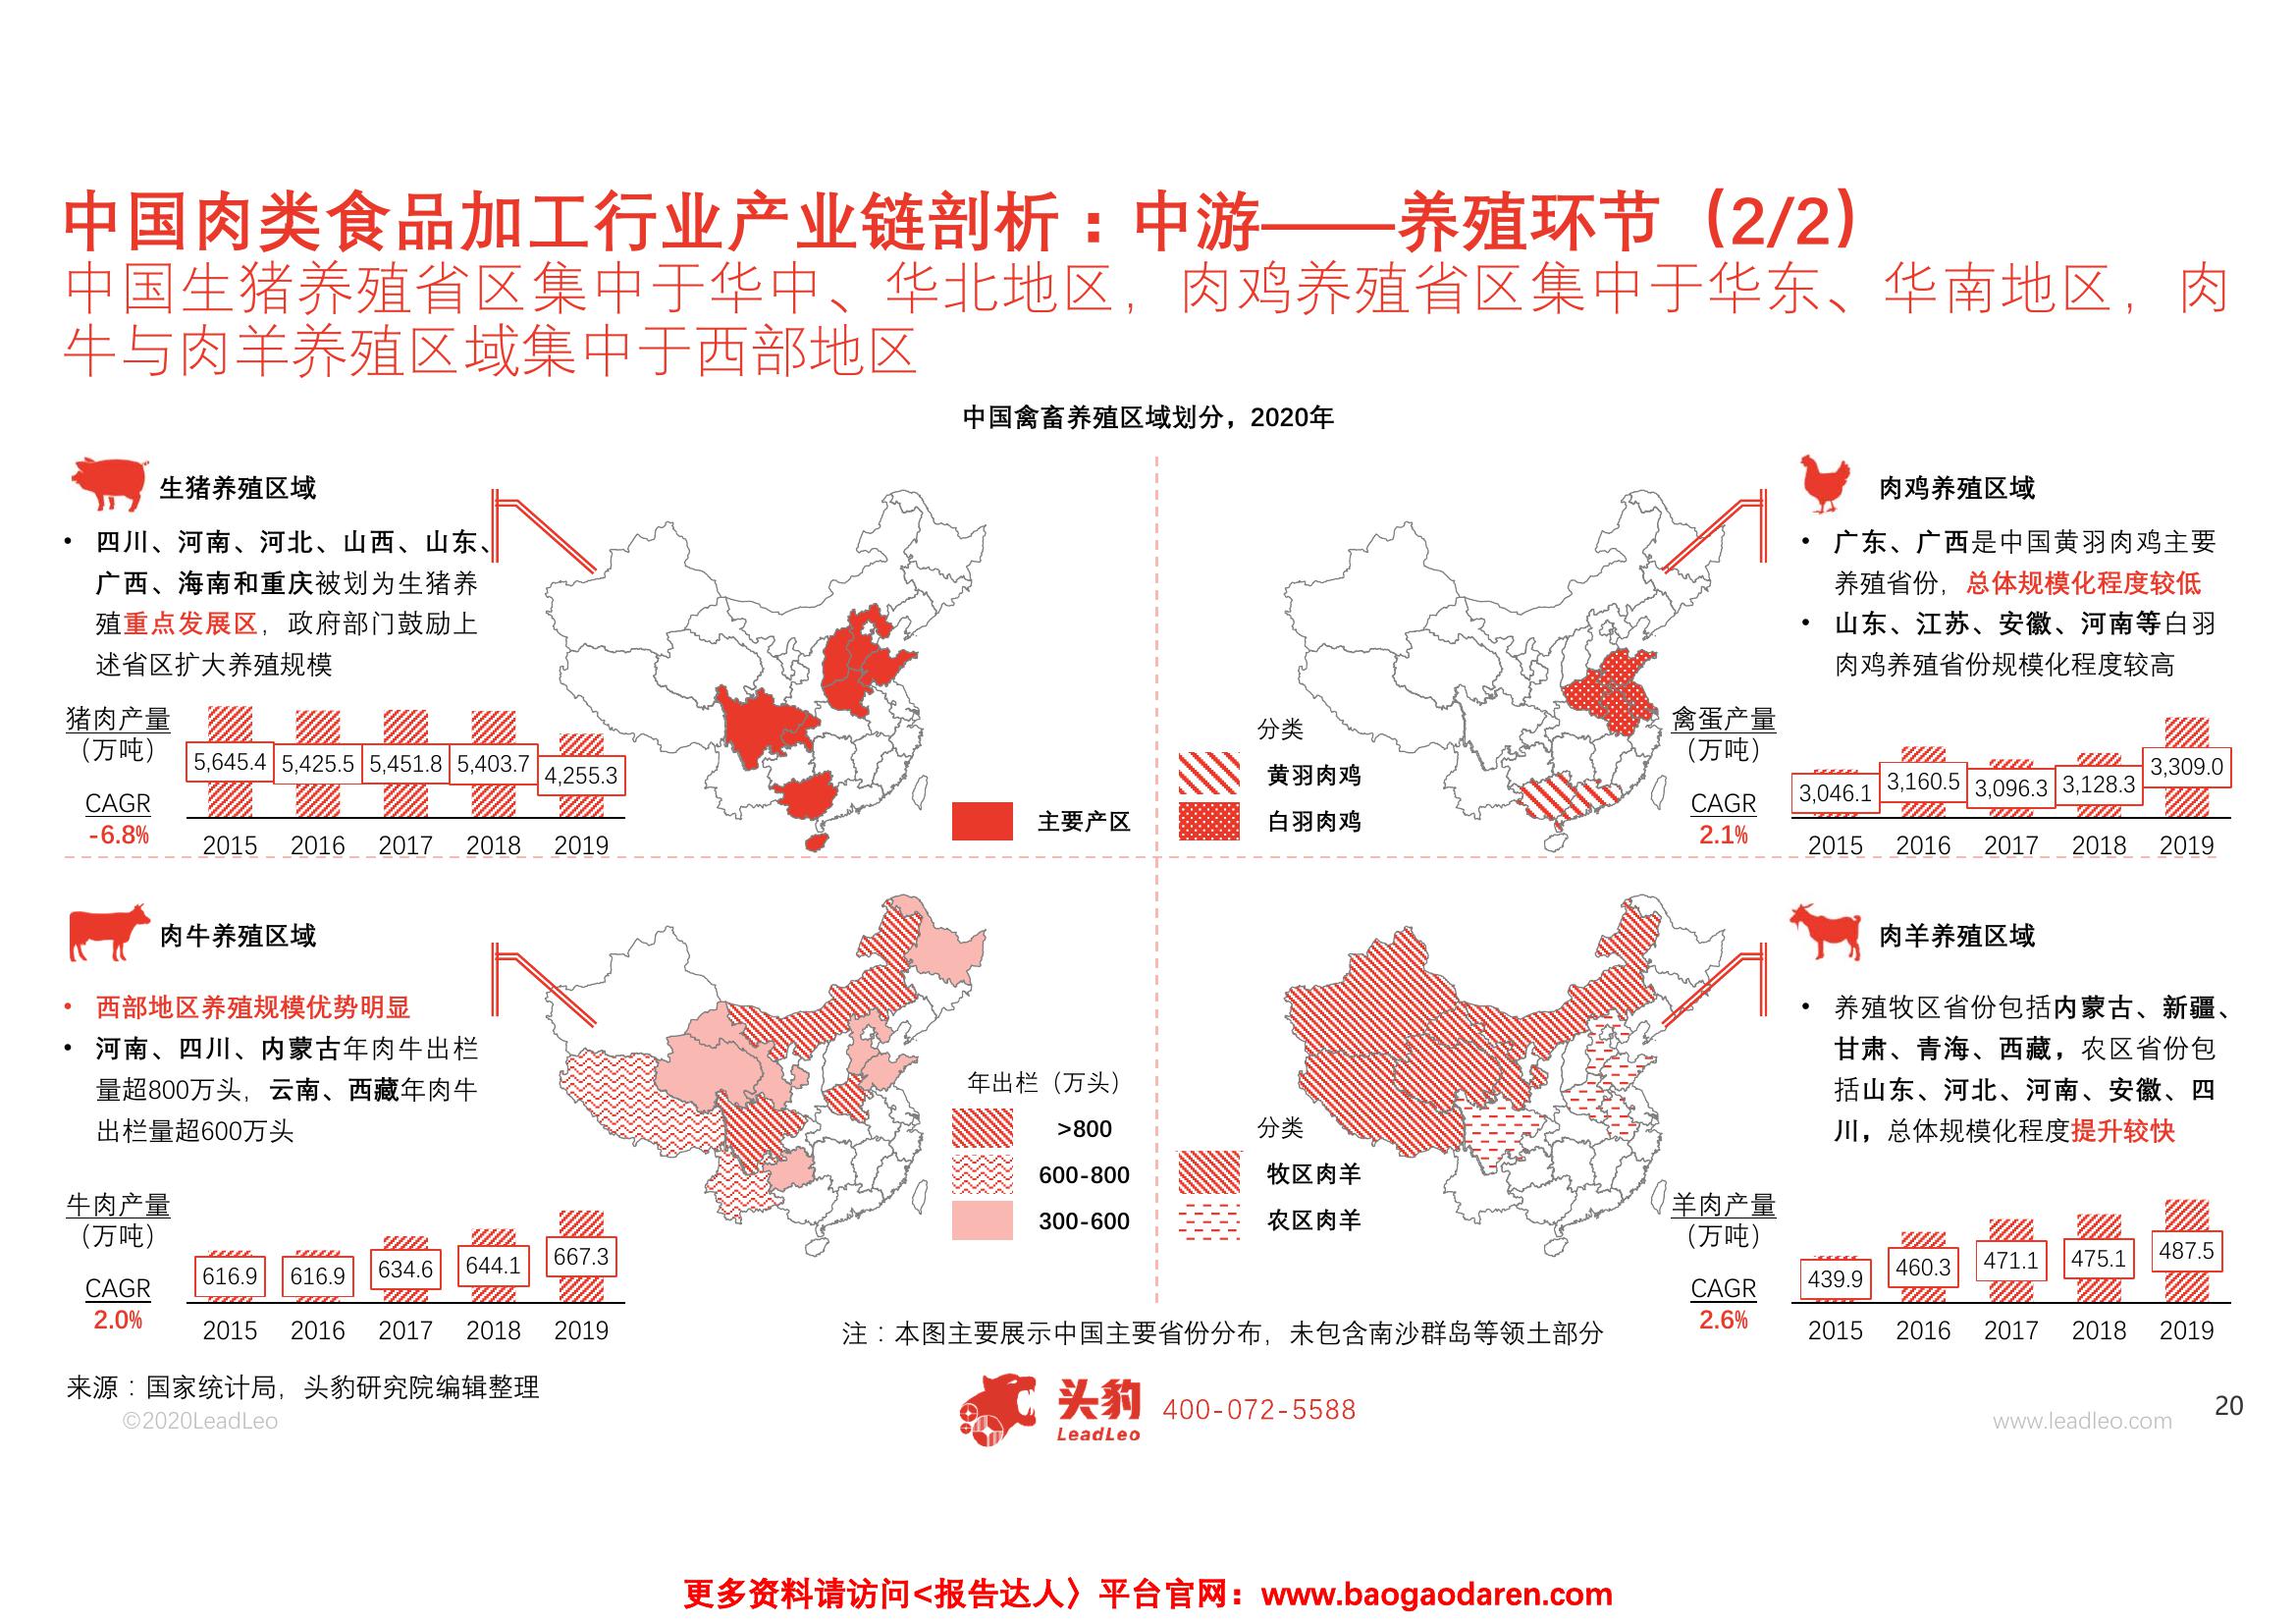 中国肉类食品加工行业产业链剖析：中游——养殖环节（2/2）
中国生猪养殖省区集中于华中、华北地区，肉鸡养殖省区集中于华东、华南地区，肉
牛与肉羊养殖区域集中于西部地区
中国禽畜养殖区域划分，2020年
生猪养殖区域
• 四川、河南、河北、山西、山东、
广西、海南和重庆被划为生猪养
殖重点发展区，政府部门鼓励上
述省区扩大养殖规模
猪肉产量
（万吨）
CAGR
-6.8%
5,645.4 5,425.5 5,451.8 5,403.7 4,255.3
2015 2016 2017 2018 2019
主要产区
肉鸡养殖区域
• 广东、广西是中国黄羽肉鸡主要
养殖省份，总体规模化程度较低
• 山东、江苏、安徽、河南等白羽
肉鸡养殖省份规模化程度较高
分类
黄羽肉鸡
白羽肉鸡
禽蛋产量
（万吨）
CAGR
2.1%
3,046.1 3,160.5 3,096.3 3,128.3 3,309.0
2015 2016 2017 2018 2019
肉牛养殖区域
• 西部地区养殖规模优势明显
• 河南、四川、内蒙古年肉牛出栏
量超800万头，云南、西藏年肉牛
出栏量超600万头
牛肉产量
（万吨）
CAGR
2.0%
616.9 616.9 634.6 644.1 667.3
2015 2016 2017 2018 2019
年出栏（万头）
>800
600-800
300-600
肉羊养殖区域
• 养殖牧区省份包括内蒙古、新疆、
甘肃、青海、西藏，农区省份包
括山东、河北、河南、安徽、四
川，总体规模化程度提升较快
分类
牧区肉羊
农区肉羊
羊肉产量
（万吨）
CAGR
2.6%
439.9 460.3 471.1 475.1 487.5
2015 2016 2017 2018 2019
注：本图主要展示中国主要省份分布，未包含南沙群岛等领土部分
来源：国家统计局，头豹研究院编辑整理
©2020LeadLeo
头豹
LeadLeo
400-072-5588
www.leadleo.com
20
更多资料请访问<报告达人〉平台官网：www.baogaodaren.com